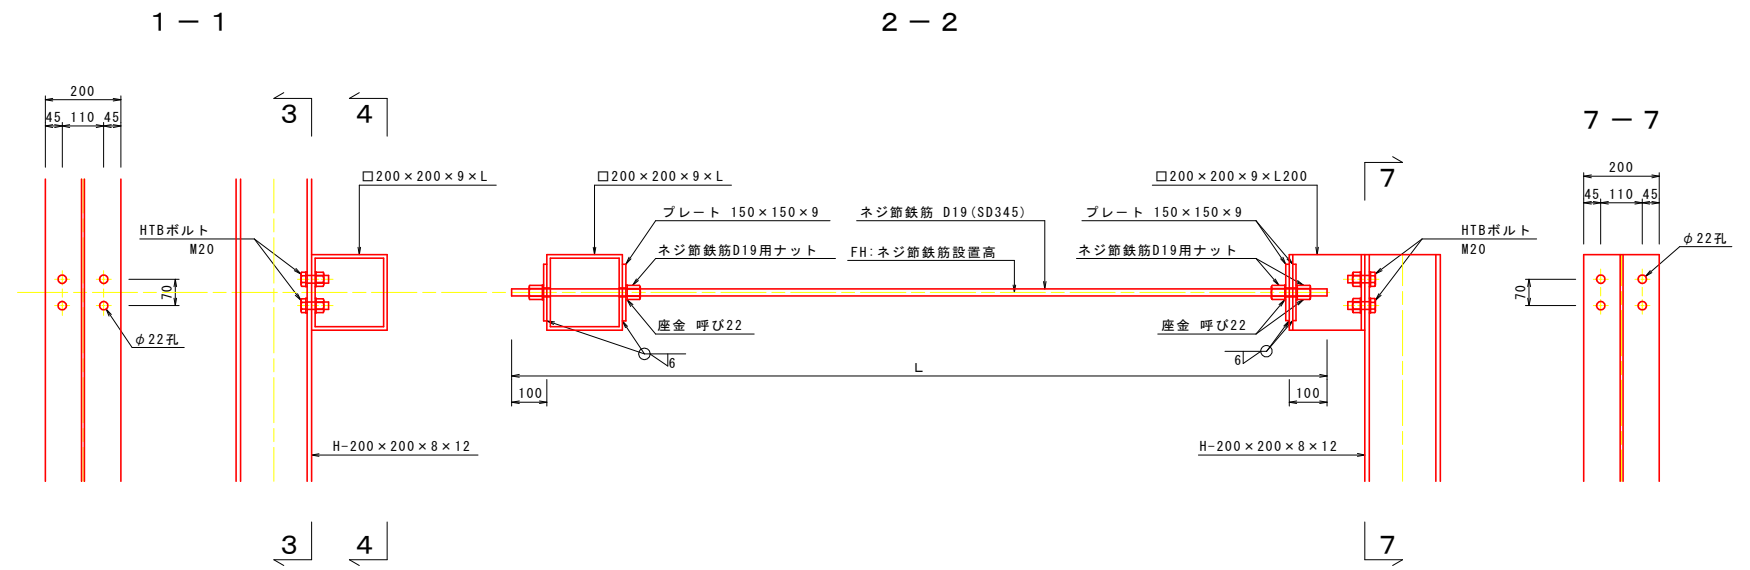 1－1
2－2
7－7
200
45 110 45
70
φ22孔
HTBボルト
M20
3
4
3
4
□200×200×9×L
H-200×200×8×12
□200×200×9×L
プレート 150×150×9
ネジ節鉄筋D19用ナット
座金 呼び22
6
ネジ節鉄筋 D19(SD345)
FH:ネジ節鉄筋設置高
L
100
100
□200×200×9×L200
プレート 150×150×9
ネジ節鉄筋D19用ナット
座金 呼び22
6
7
7
HTBボルト
M20
H-200×200×8×12
200
45 110 45
70
φ22孔